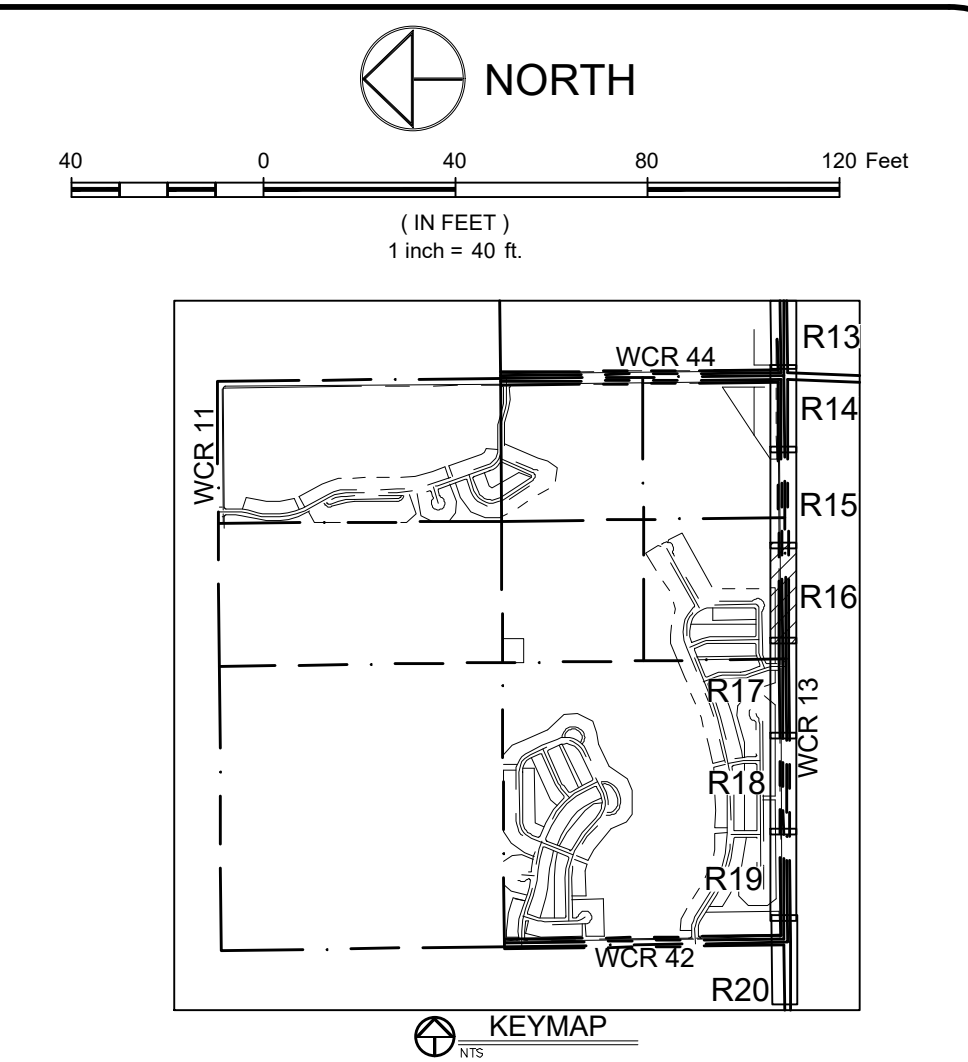 NORTH
40 0 40 80 120 Feet
( IN FEET )
1 inch = 40 ft.
R13
WCR 44
R14
WCR 11
R15
R16
R17
WCR 13
R18
R19
WCR 42
R20
KEYMAP
NTS